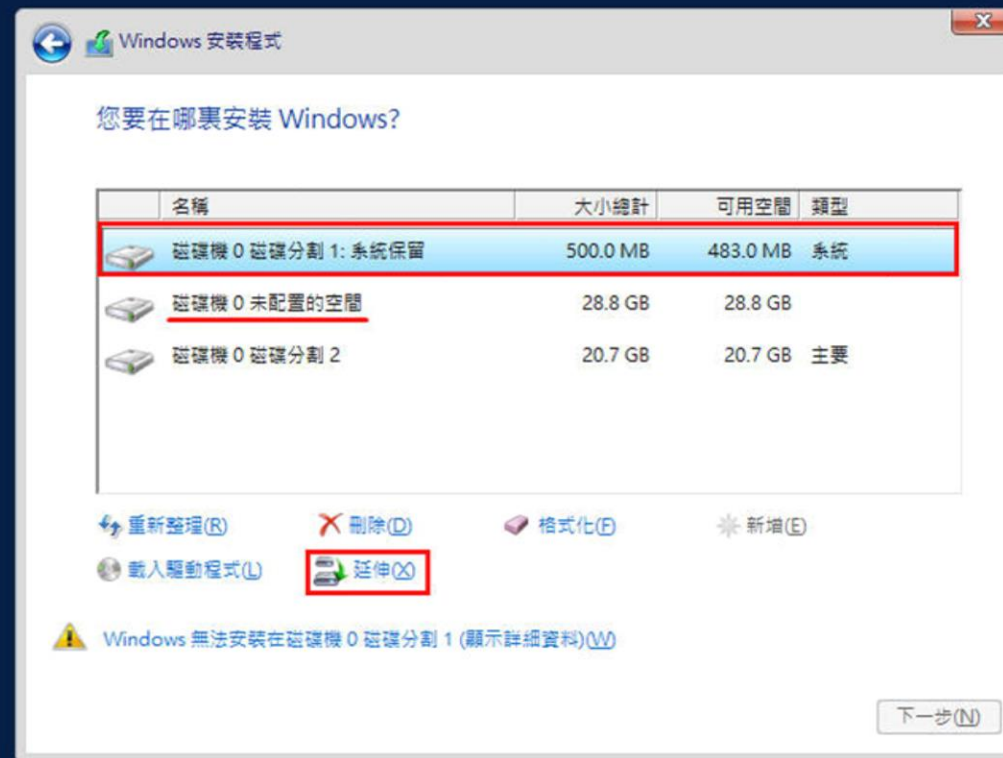 Windows 安裝程式
您要在哪裏安裝 Windows?
名稱 大小總計 可用空間 類型
磁碟機 0 磁碟分割 1: 系統保留 500.0 MB 483.0 MB 系統
磁碟機 0 未配置的空間 28.8 GB 28.8 GB
磁碟機 0 磁碟分割 2 20.7 GB 20.7 GB 主要
重新整理(R) 刪除(D) 格式化(F) 新增(E)
載入驅動程式(L) 延伸(X)
Windows 無法安裝在磁碟機 0 磁碟分割 1 (顯示詳細資料)(W)
下一步(N)